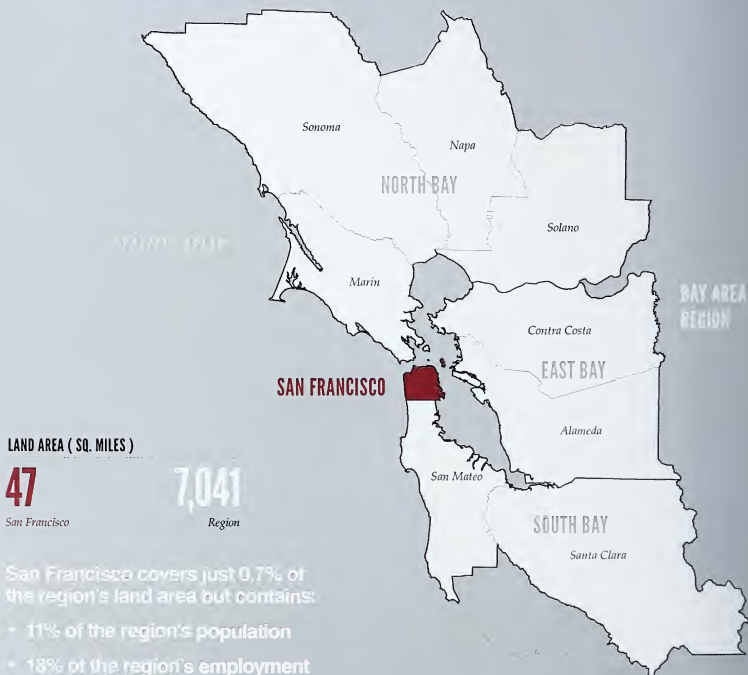 Sonoma
Napa
NORTH BAY
Solano
PACIFIC OCEAN
Marin
BAY AREA
REGION
Contra Costa
EAST BAY
SAN FRANCISCO
Alameda
LAND AREA ( SQ. MILES )
47
San Francisco
7,041
Region
San Mateo
SOUTH BAY
Santa Clara
San Francisco covers just 0.7% of
the region's land area but contains:
• 11% of the region's population
• 18% of the region's employment